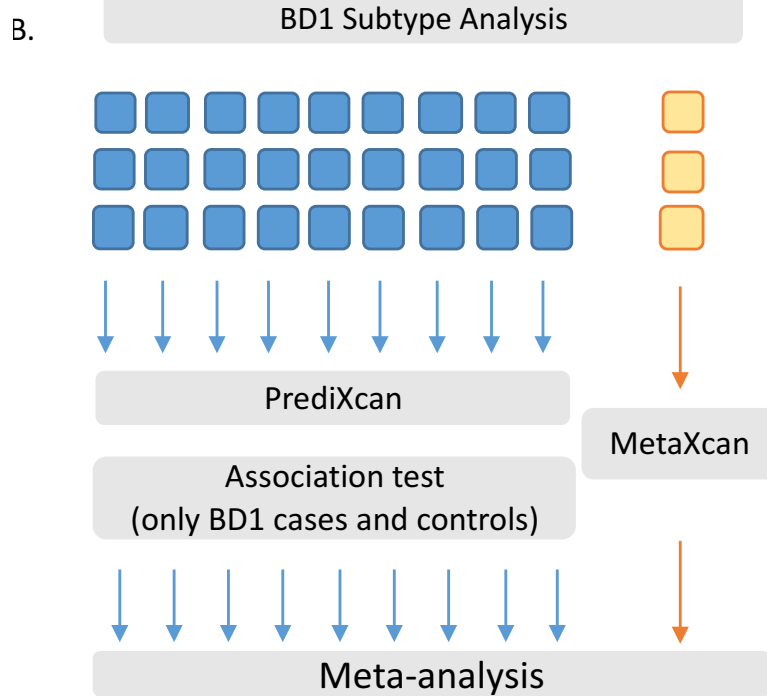 B.
BD1 Subtype Analysis
PrediXcan
MetaXcan
Association test
(only BD1 cases and controls)
Meta-analysis